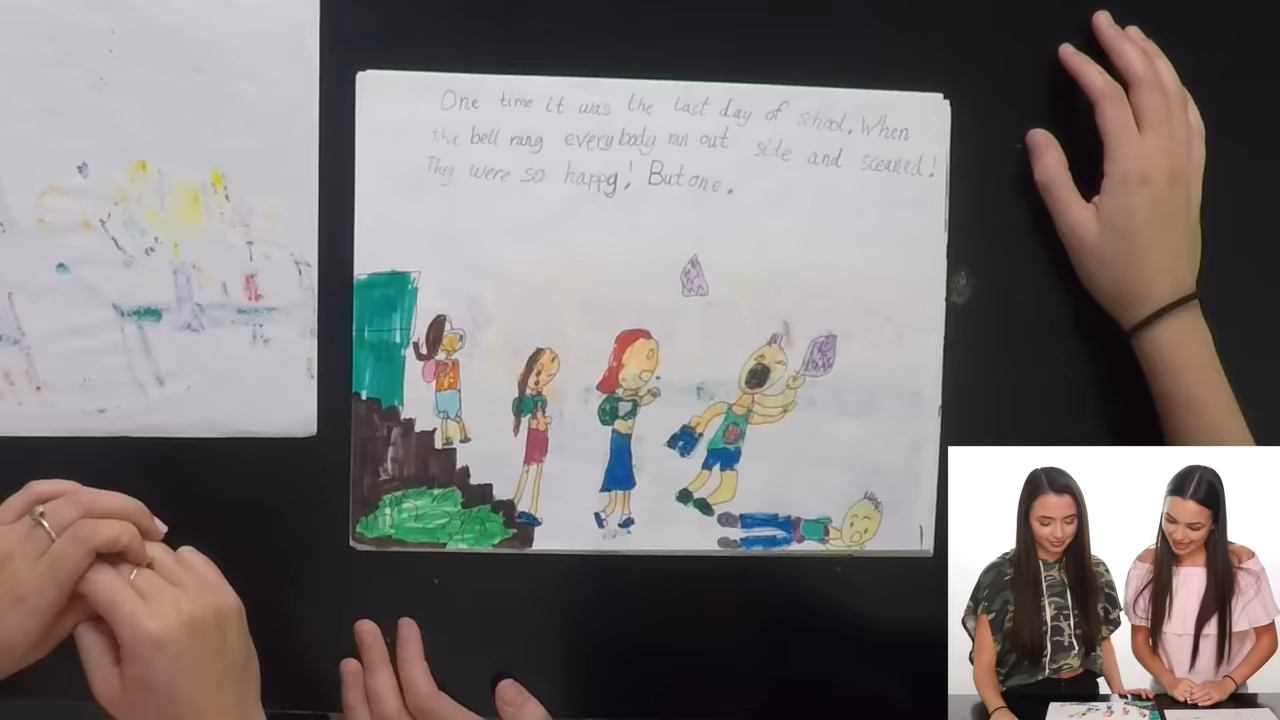 One time it was the last day of school. When
the bell rang everybody ran out side and sceamed!
They were so happy! But one.